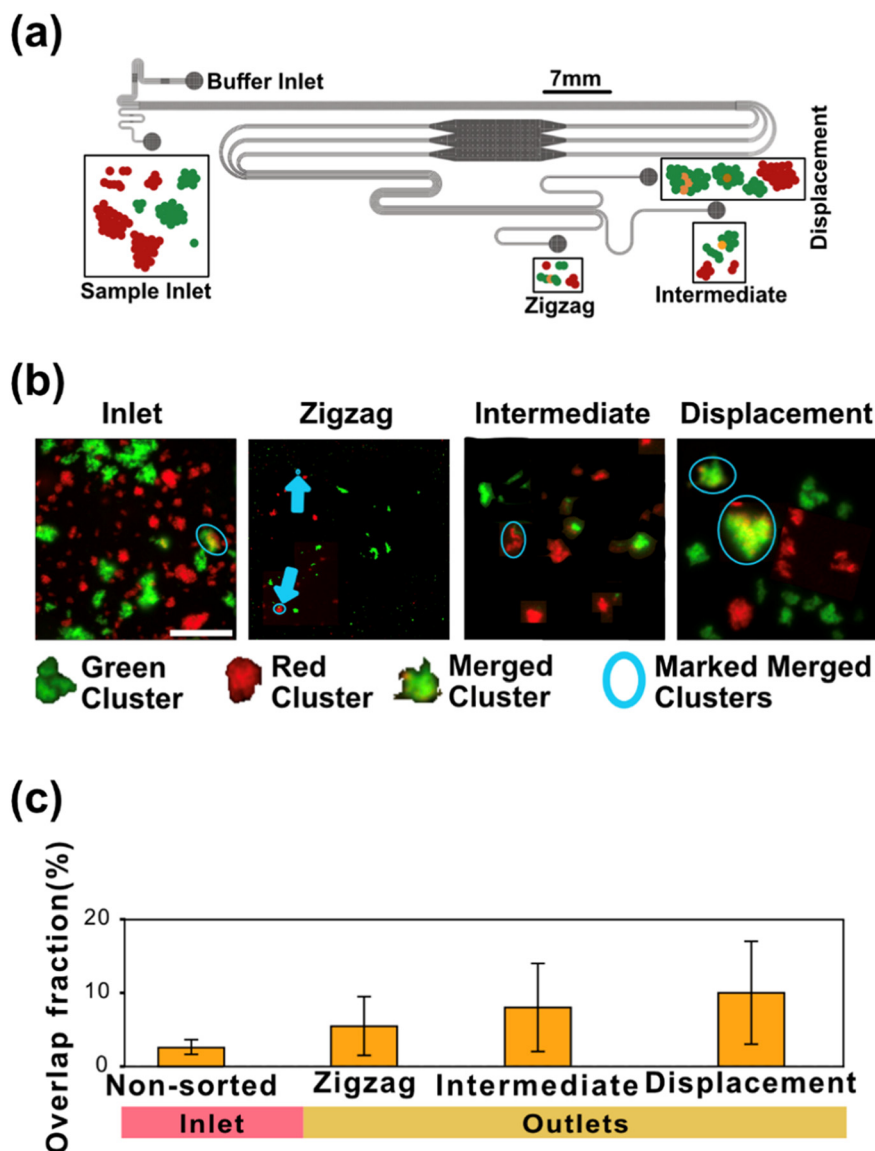 (a)
Buffer Inlet
7mm
Displacement
Sample Inlet
Zigzag
Intermediate
(b)
Inlet
Zigzag
Intermediate
Displacement
Green
Cluster
Red
Cluster
Merged
Cluster
Marked Merged
Clusters
(c)
Overlap fraction(%)
20
10
0
Non-sorted
Zigzag
Intermediate
Displacement
Inlet
Outlets